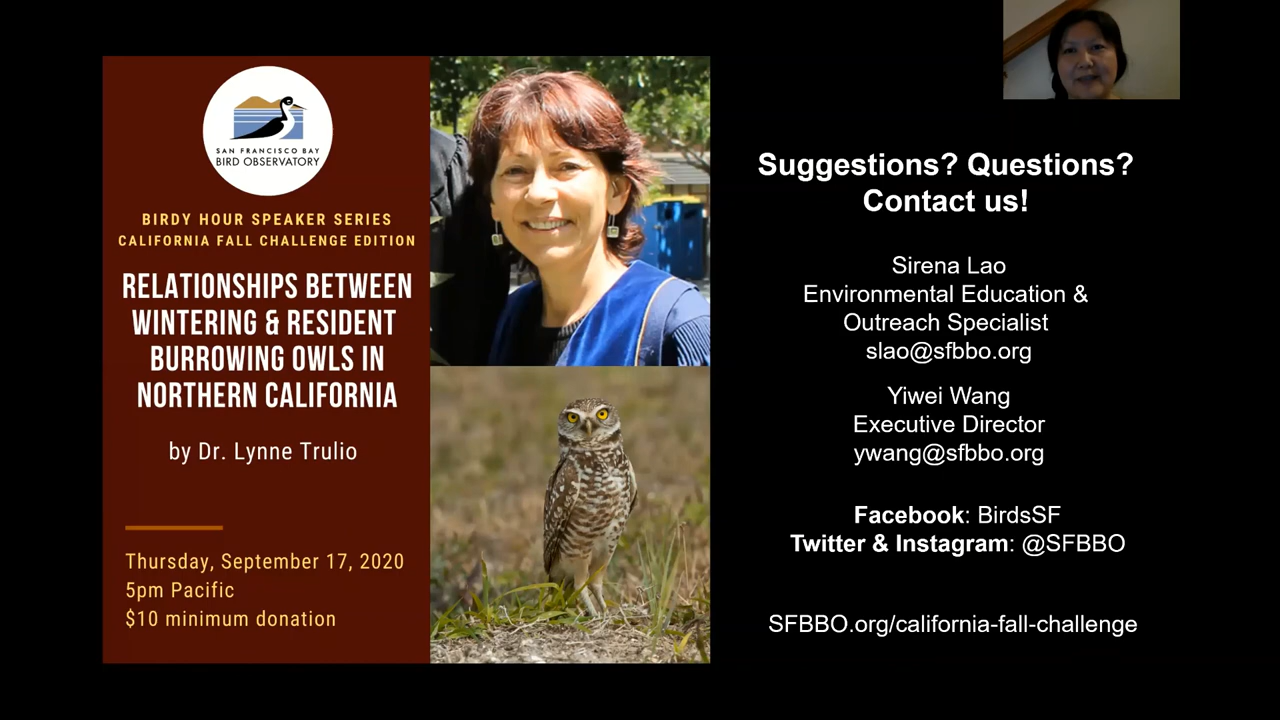 SAN FRANCISCO BAY
BIRD OBSERVATORY
BIRDY HOUR SPEAKER SERIES
CALIFORNIA FALL CHALLENGE EDITION
RELATIONSHIPS BETWEEN
WINTERING & RESIDENT
BURROWING OWLS IN
NORTHERN CALIFORNIA
by Dr. Lynne Trulio
Thursday, September 17, 2020
5pm Pacific
$10 minimum donation
Suggestions? Questions?
Contact us!
Sirena Lao
Environmental Education &
Outreach Specialist
slao@sfbbo.org
Yiwei Wang
Executive Director
ywang@sfbbo.org
Facebook: BirdsSF
Twitter & Instagram: @SFBBO
SFBBO.org/california-fall-challenge